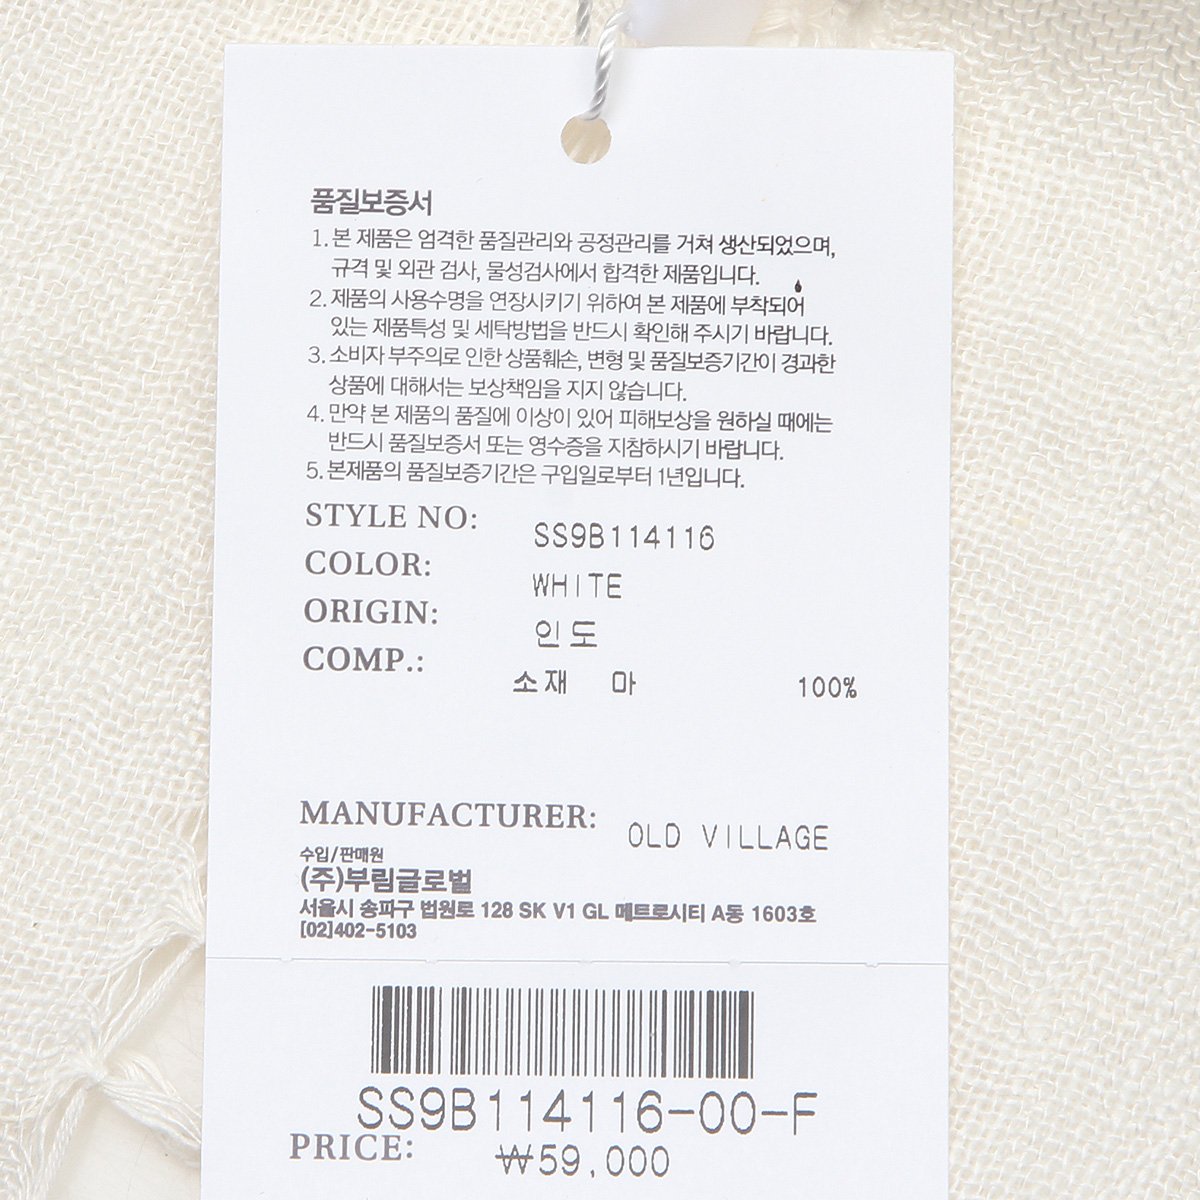 품질보증서
1. 본 제품은 엄격한 품질관리와 공정관리를 거쳐 생산되었으며,
규격 및 외관 검사, 물성검사에서 합격한 제품입니다.
2. 제품의 사용수명을 연장시키기 위하여 본 제품에 부착되어
있는 제품특성 및 세탁방법을 반드시 확인해 주시기 바랍니다.
3. 소비자 부주의로 인한 상품훼손, 변형 및 품질보증기간이 경과한
상품에 대해서는 보상책임을 지지 않습니다.
4. 만약 본 제품의 품질에 이상이 있어 피해보상을 원하실 때에는
반드시 품질보증서 또는 영수증을 지참하시기 바랍니다.
5. 본제품의 품질보증기간은 구입일로부터 1년입니다.
STYLE NO: SS9B114116
COLOR: WHITE
ORIGIN: 인도
COMP.: 소재 마 100%
MANUFACTURER: OLD VILLAGE
수입/판매원
(주)부림글로벌
서울시 송파구 법원로 128 SK V1 GL 메트로시티 A동 1603호
[02]402-5103
SS9B114116-00-F
PRICE: ₩59,000